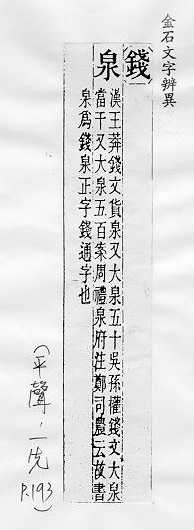 金石文字辨異
錢
泉
漢王莽錢文貨泉又大泉五十吳孫權錢文大泉
當千又大泉五百案周禮泉府注鄭司農云故書
泉爲錢泉正字錢通字也
(平聲.一先 P.193)